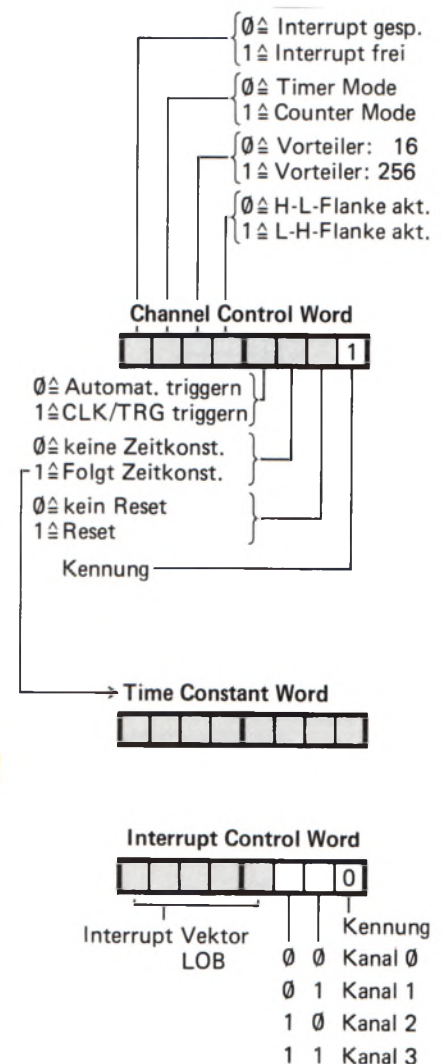 Ø≙ Interrupt gesp.
1≙ Interrupt frei
Ø≙ Timer Mode
1≙ Counter Mode
Ø≙ Vorteiler: 16
1≙ Vorteiler: 256
Ø≙ H-L-Flanke akt.
1≙ L-H-Flanke akt.
Channel Control Word
1
Ø≙ Automat. triggern
1≙CLK/TRG triggern
Ø≙ keine Zeitkonst.
1≙Folgt Zeitkonst.
Ø≙ kein Reset
1≙Reset
Kennung
Time Constant Word
Interrupt Control Word
0
Interrupt Vektor
LOB
Kennung
Ø Ø Kanal Ø
Ø 1 Kanal 1
1 Ø Kanal 2
1 1 Kanal 3